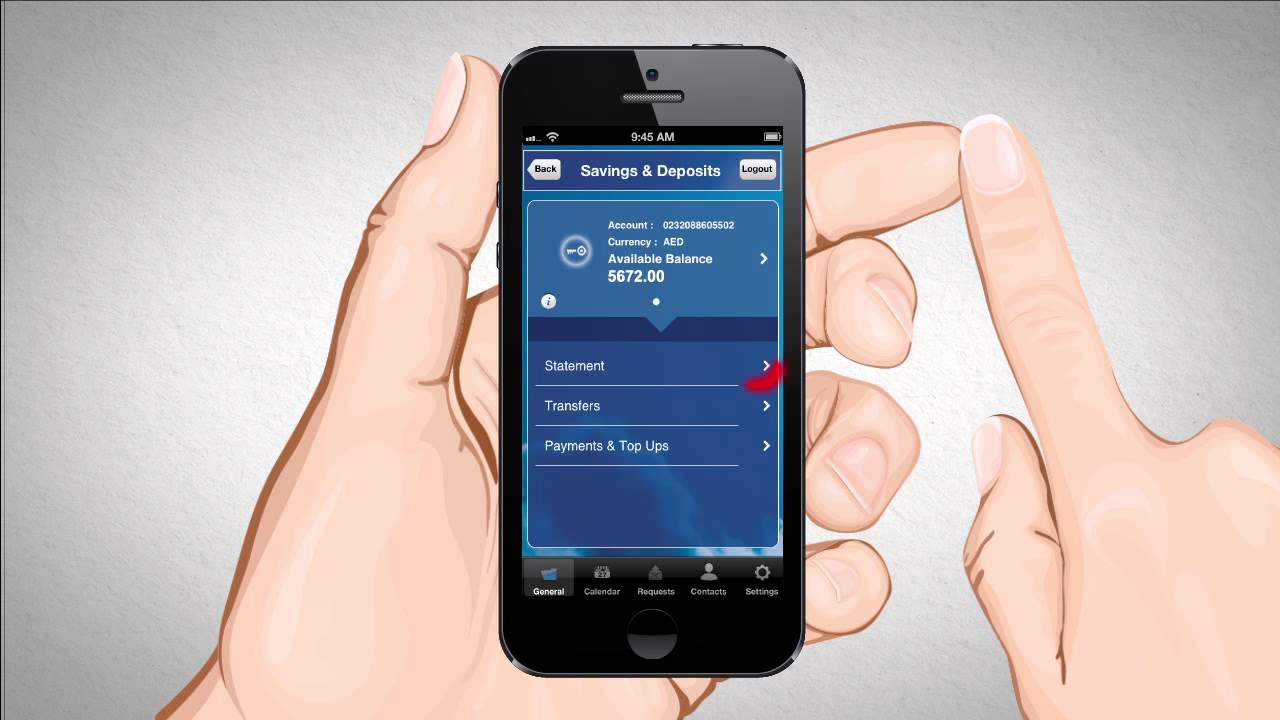 9:45 AM
Back
Savings & Deposits
Logout
Account : 0232088605502
Currency : AED
Available Balance
5672.00
i
Statement
Transfers
Payments & Top Ups
General
Calendar
Requests
Contacts
Settings